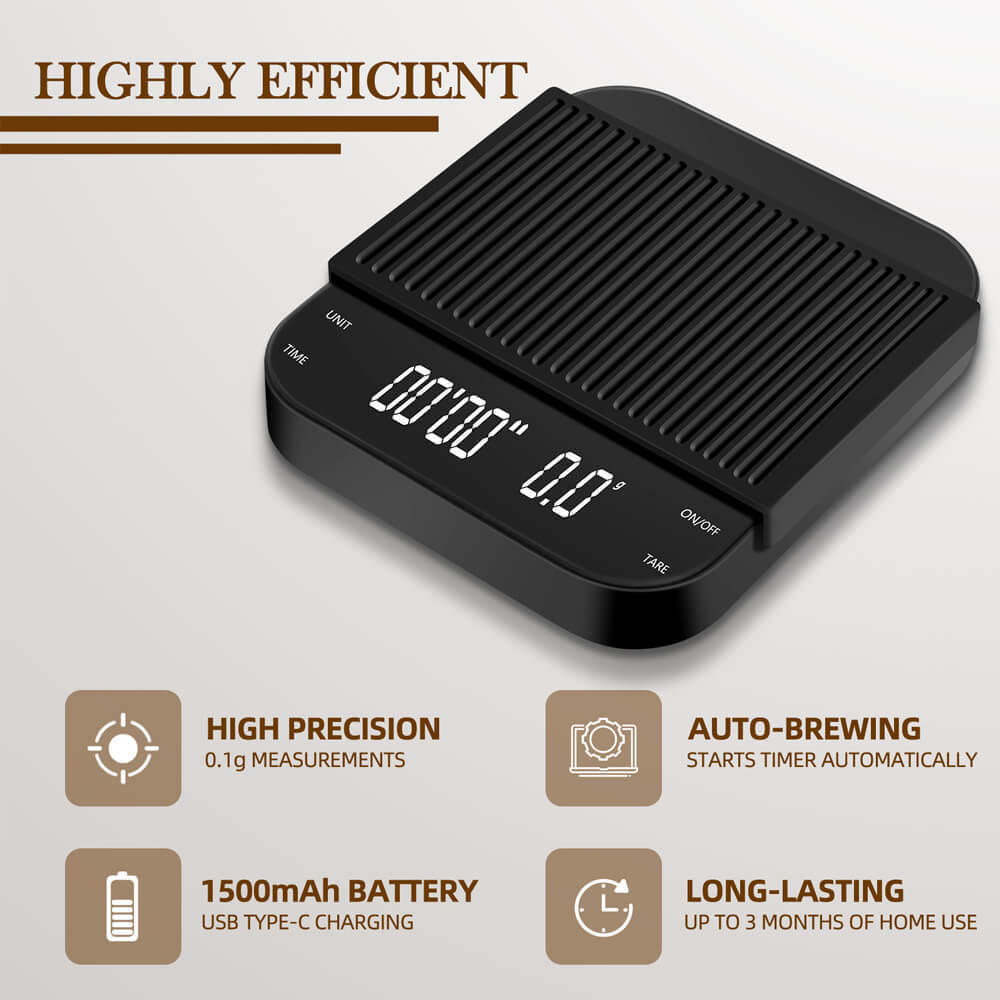 HIGHLY EFFICIENT
UNIT
TIME
00'00" 0.0g
ON/OFF
TARE
HIGH PRECISION
0.1g MEASUREMENTS
AUTO-BREWING
STARTS TIMER AUTOMATICALLY
1500mAh BATTERY
USB TYPE-C CHARGING
LONG-LASTING
UP TO 3 MONTHS OF HOME USE